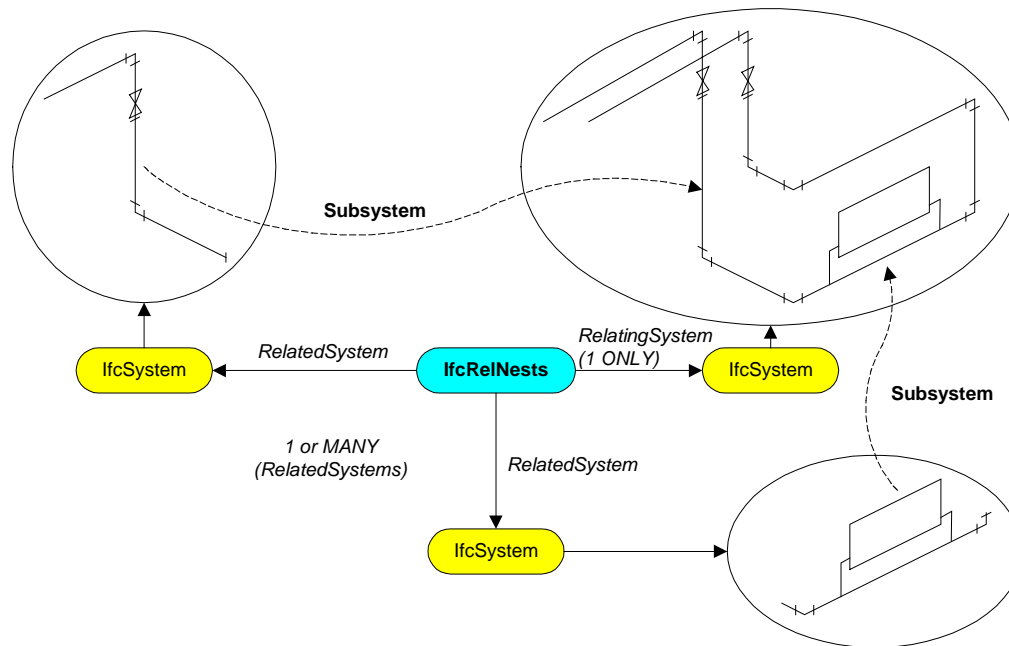 Subsystem
RelatingSystem
(1 ONLY)
RelatedSystem
IfcSystem
IfcRelNests
IfcSystem
Subsystem
1 or MANY
(RelatedSystems)
RelatedSystem
IfcSystem